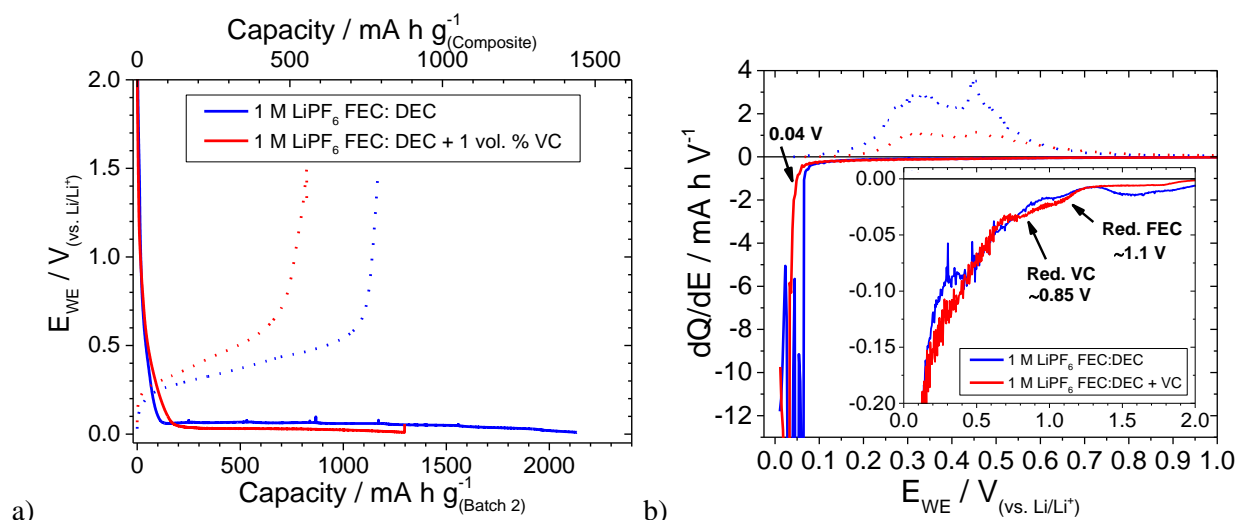 Capacity / mA h g⁻¹(Composite)
0 500 1000 1500
2.0
1.5
1.0
0.5
0.0
E_WE / V(vs. Li/Li⁺)
1 M LiPF₆ FEC: DEC
1 M LiPF₆ FEC: DEC + 1 vol. % VC
0 500 1000 1500 2000
Capacity / mA h g⁻¹(Batch 2)
a)
4
2
0
-2
-4
-6
-8
-10
-12
dQ/dE / mA h V⁻¹
0.04 V
0.00
-0.05
-0.10
-0.15
-0.20
Red. FEC
~1.1 V
Red. VC
~0.85 V
1 M LiPF₆ FEC:DEC
1 M LiPF₆ FEC:DEC + VC
0.0 0.5 1.0 1.5 2.0
0.0 0.1 0.2 0.3 0.4 0.5 0.6 0.7 0.8 0.9 1.0
E_WE / V(vs. Li/Li⁺)
b)